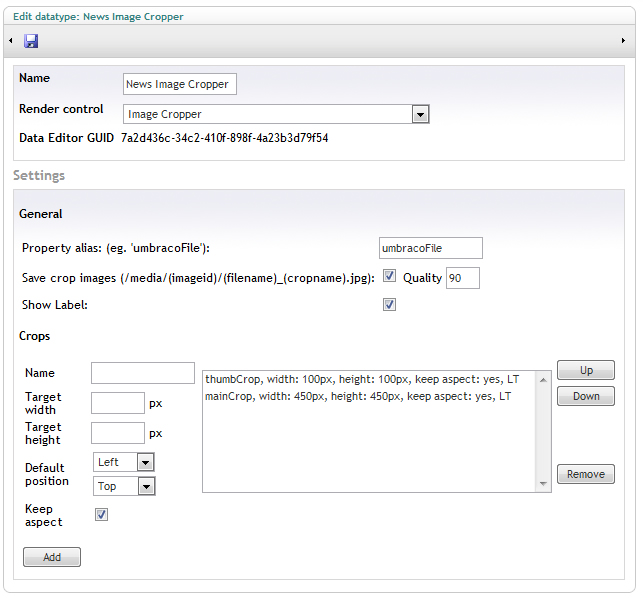 Edit datatype: News Image Cropper
Name
News Image Cropper
Render control
Image Cropper
Data Editor GUID 7a2d436c-34c2-410f-898f-4a23b3d79f54
Settings
General
Property alias: (eg. 'umbracoFile'):
umbracoFile
Save crop images (/media/(imageid)/(filename)_(cropname).jpg):
Quality
90
Show Label:
Crops
Name
thumbCrop, width: 100px, height: 100px, keep aspect: yes, LT
mainCrop, width: 450px, height: 450px, keep aspect: yes, LT
Up
Down
Remove
Target
width
px
Target
height
px
Default
position
Left
Top
Keep
aspect
Add